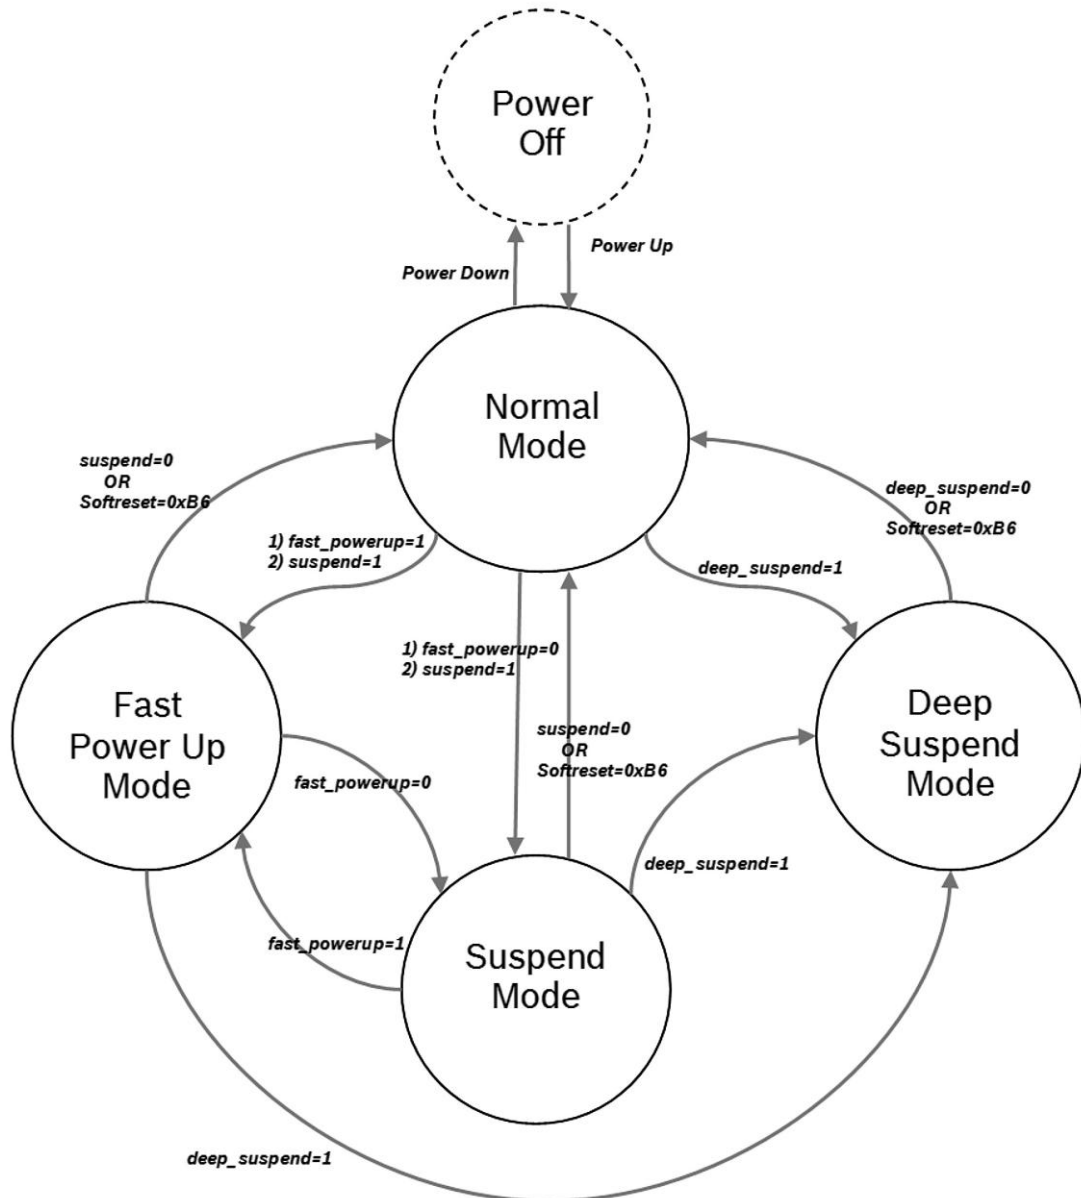 Power
Off
Power Up
Power Down
Normal
Mode
suspend=0
OR
Softreset=0xB6
deep_suspend=0
OR
Softreset=0xB6
1) fast_powerup=1
2) suspend=1
deep_suspend=1
1) fast_powerup=0
2) suspend=1
Fast
Power Up
Mode
Deep
Suspend
Mode
suspend=0
OR
Softreset=0xB6
fast_powerup=0
deep_suspend=1
fast_powerup=1
Suspend
Mode
deep_suspend=1